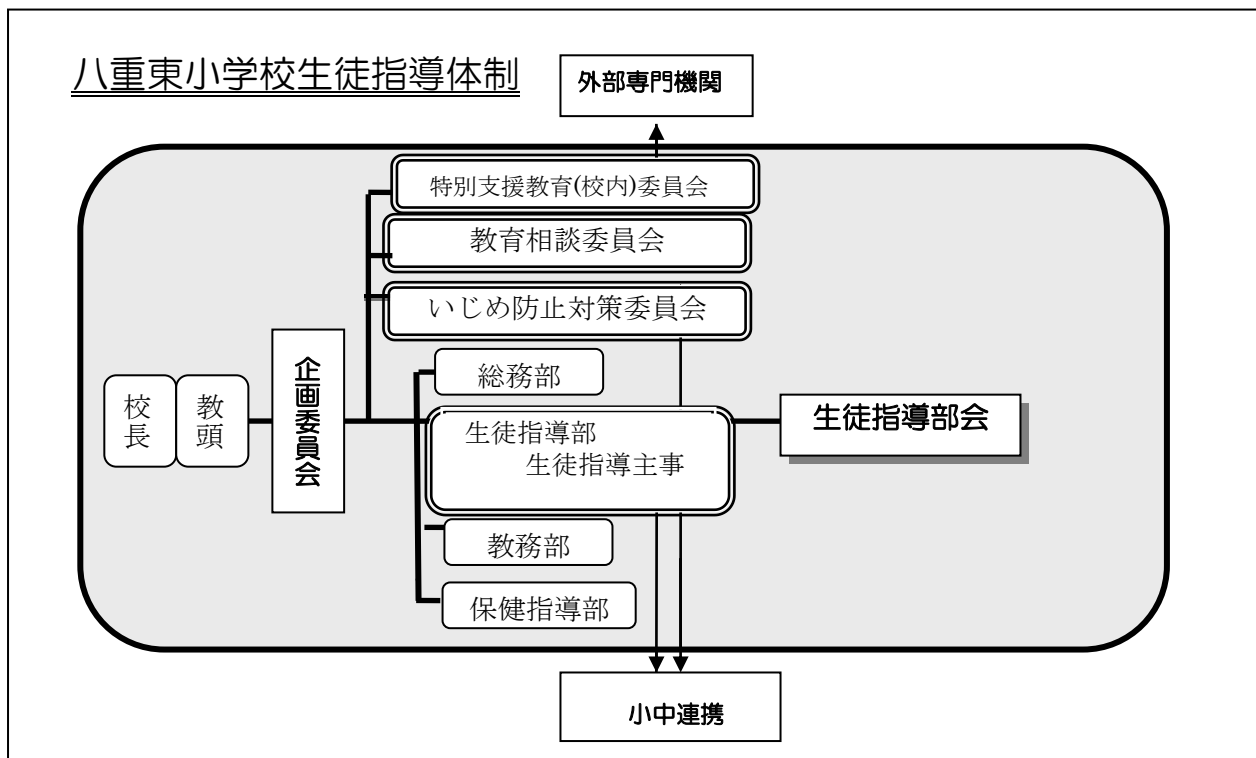 八重東小学校生徒指導体制
外部専門機関
特別支援教育(校内)委員会
教育相談委員会
いじめ防止対策委員会
総務部
校長
教頭
企画委員会
生徒指導部
生徒指導主事
生徒指導部会
教務部
保健指導部
小中連携